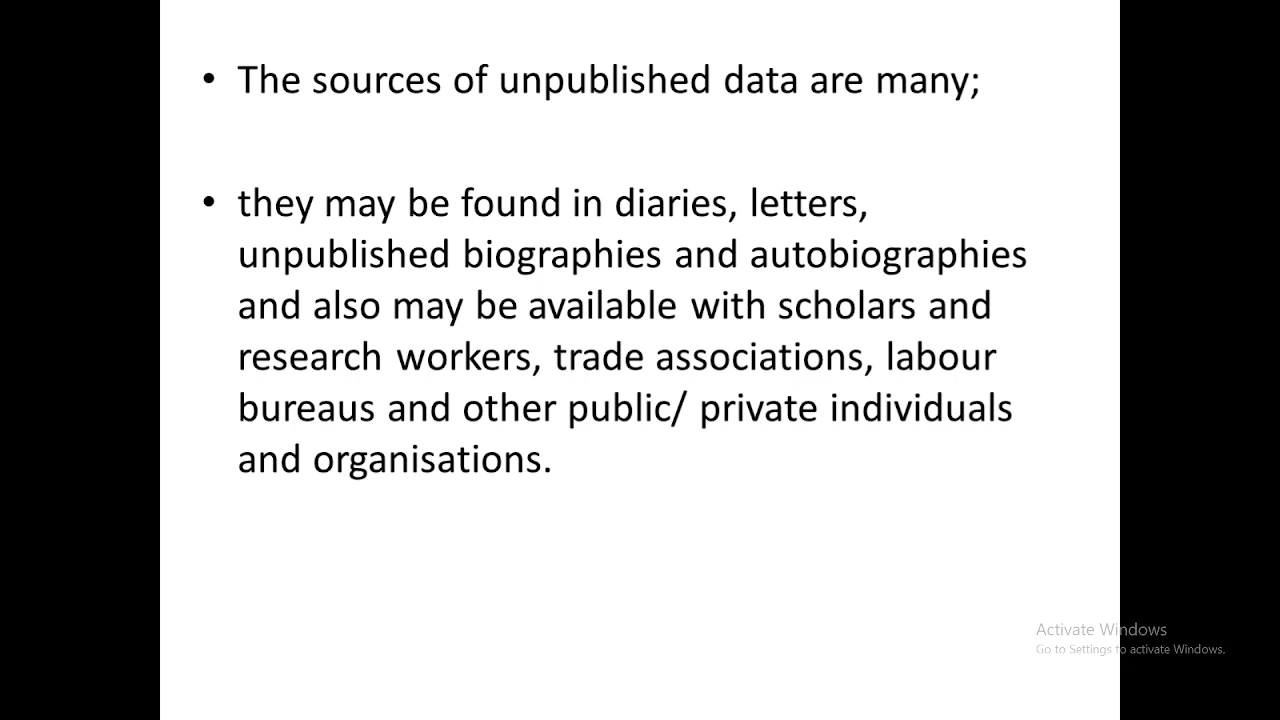 • The sources of unpublished data are many;
• they may be found in diaries, letters,
unpublished biographies and autobiographies
and also may be available with scholars and
research workers, trade associations, labour
bureaus and other public/ private individuals
and organisations.
Activate Windows
Go to Settings to activate Windows.